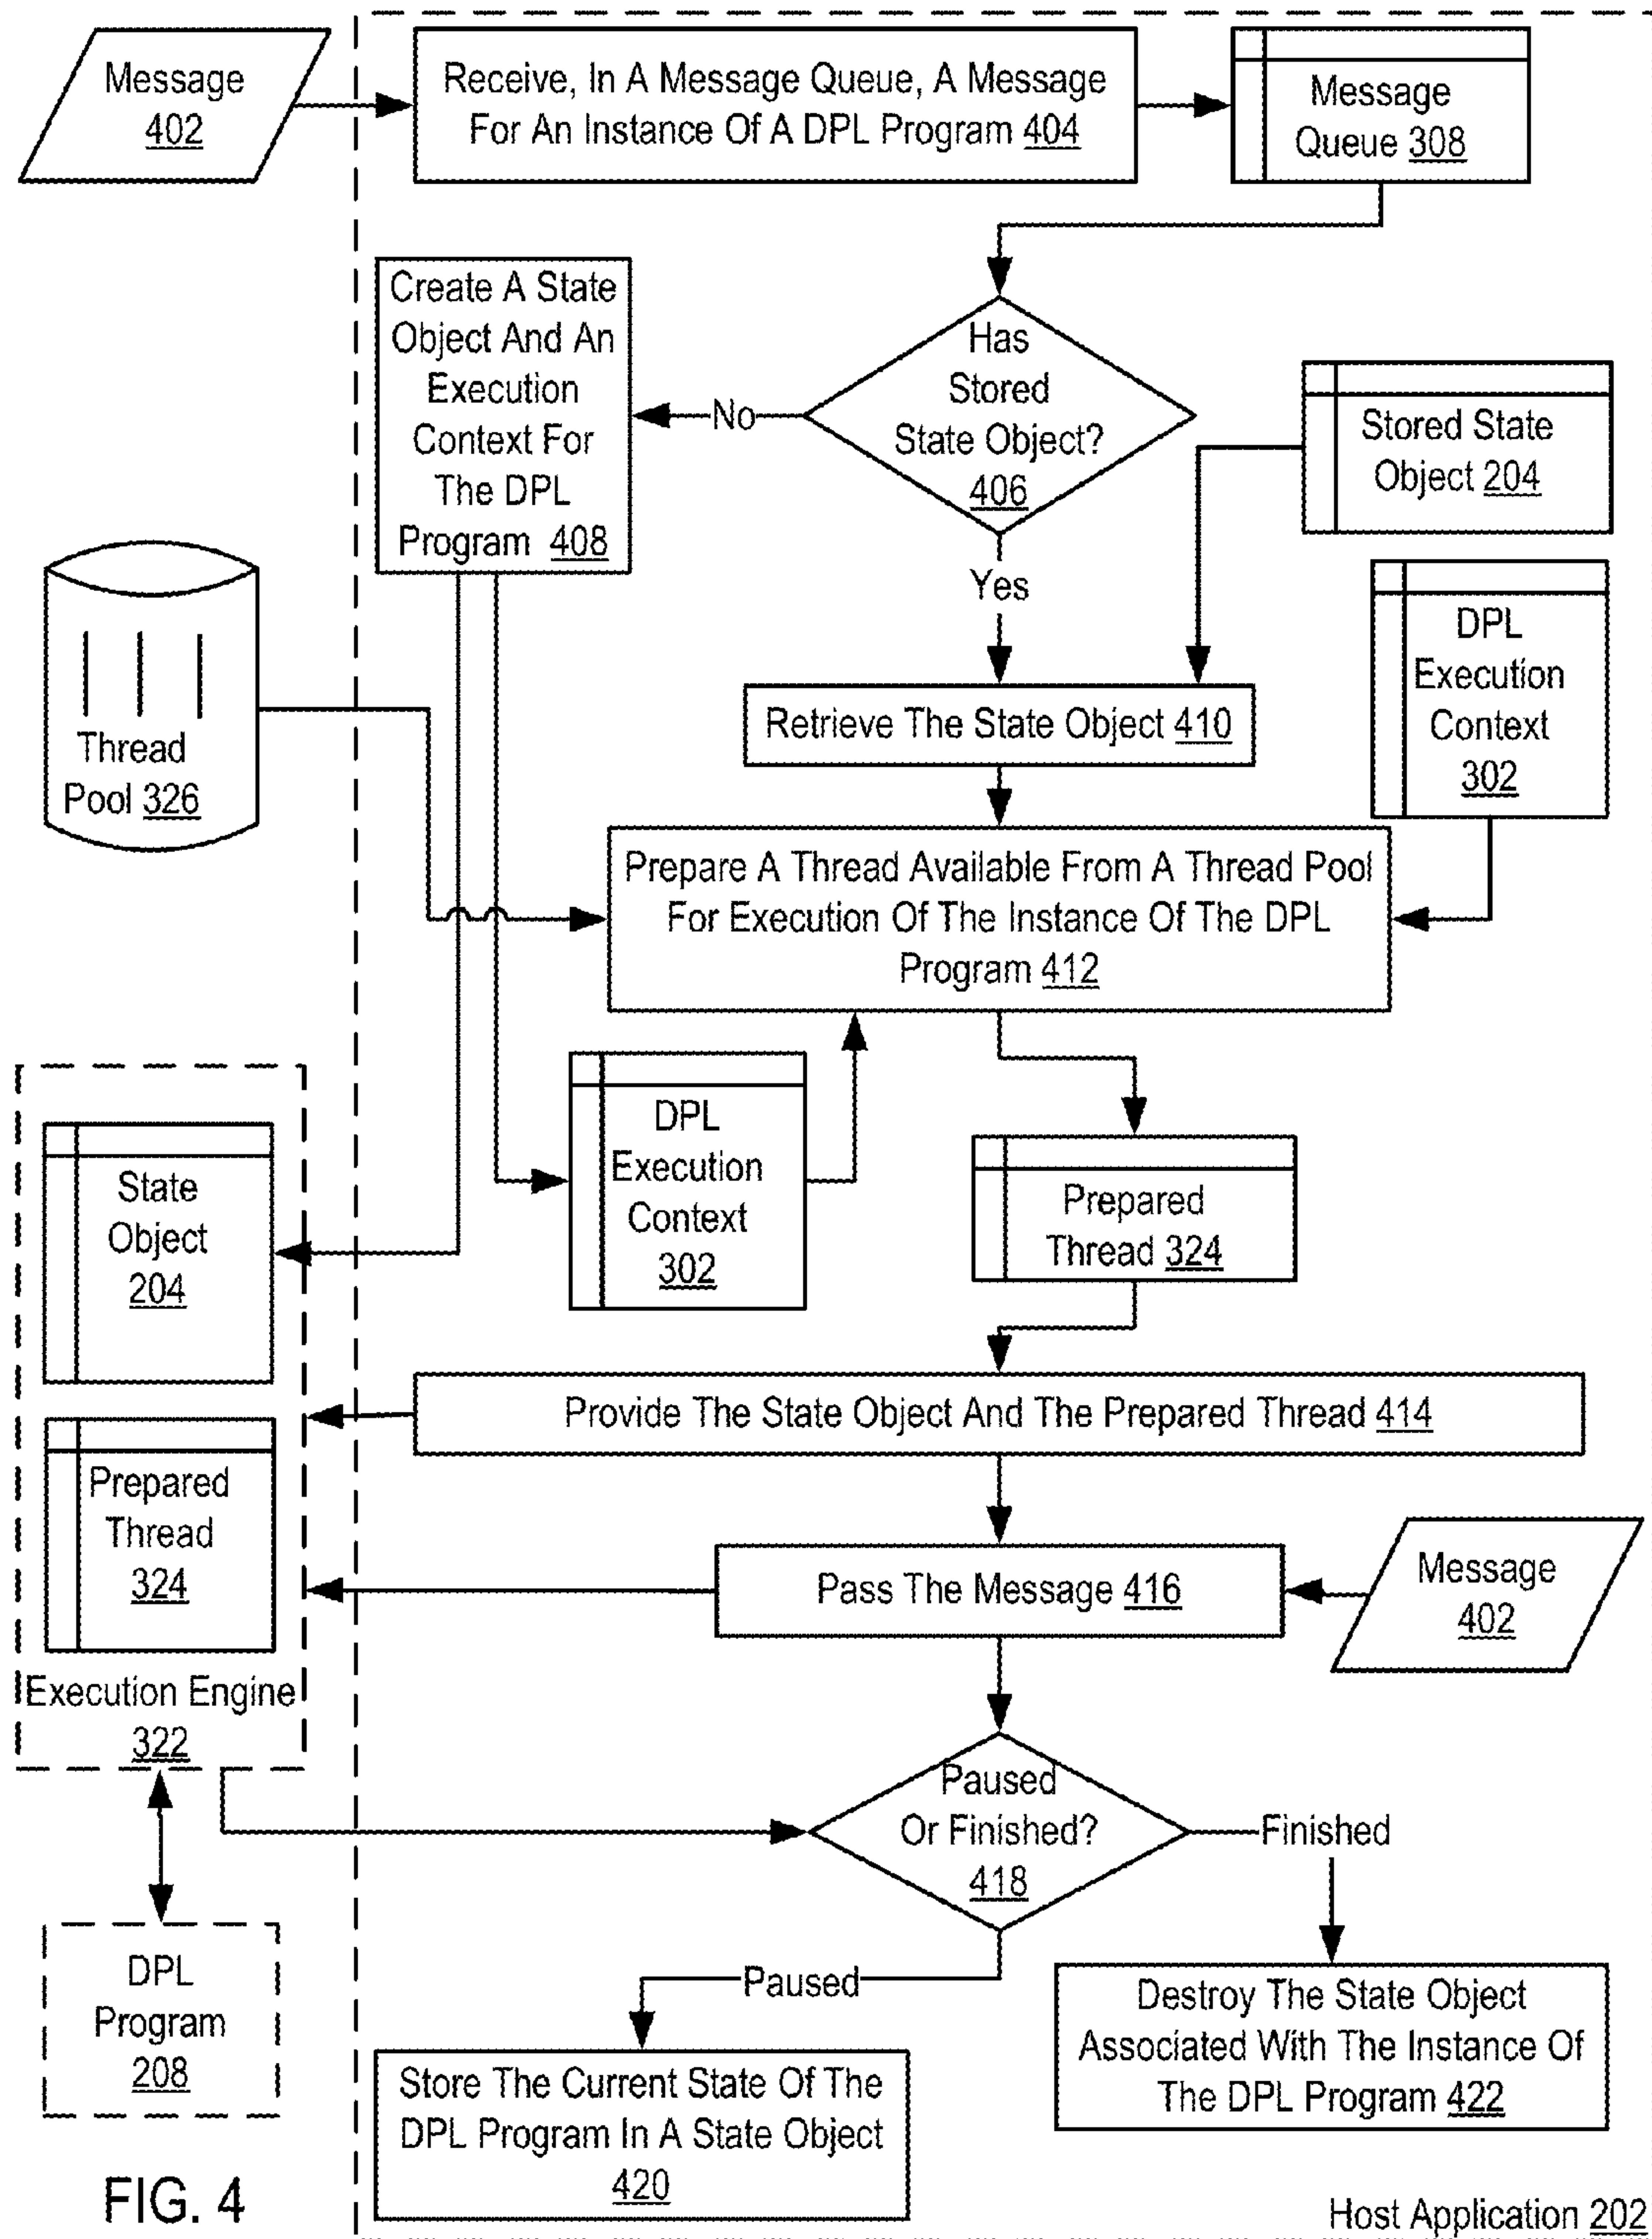 Message
402
Receive, In A Message Queue, A Message
For An Instance Of A DPL Program 404
Message
Queue 308
Create A State
Object And An
Execution
Context For
The DPL
Program 408
Has
Stored
State Object?
406
No
Yes
Stored State
Object 204
DPL
Execution
Context
302
Retrieve The State Object 410
Thread
Pool 326
Prepare A Thread Available From A Thread Pool
For Execution Of The Instance Of The DPL
Program 412
State
Object
204
DPL
Execution
Context
302
Prepared
Thread 324
Provide The State Object And The Prepared Thread 414
Prepared
Thread
324
Execution Engine
322
Pass The Message 416
Message
402
Paused
Or Finished?
418
Finished
Paused
DPL
Program
208
Store The Current State Of The
DPL Program In A State Object
420
Destroy The State Object
Associated With The Instance Of
The DPL Program 422
FIG. 4
Host Application 202